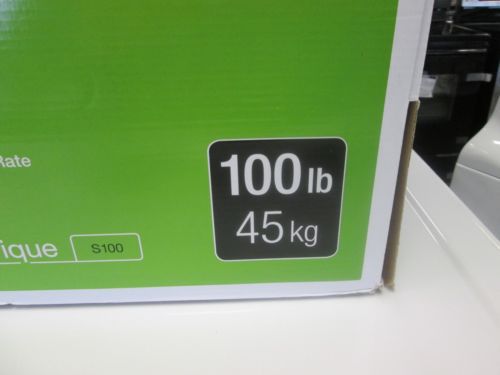 Rate
100 lb
45 kg
ique S100